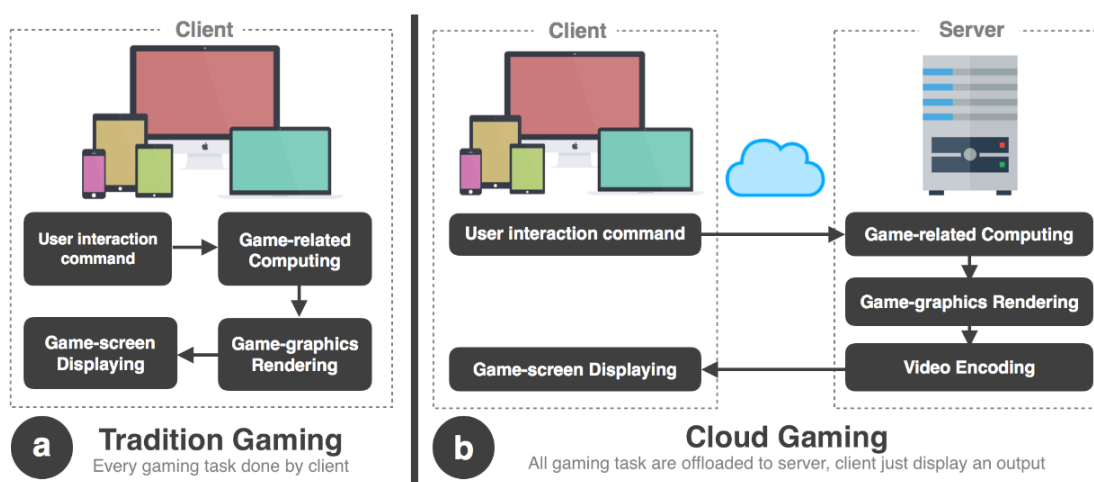 Client
User interaction
command
Game-related
Computing
Game-screen
Displaying
Game-graphics
Rendering
a
Tradition Gaming
Every gaming task done by client
Client
Server
User interaction command
Game-related Computing
Game-graphics Rendering
Video Encoding
Game-screen Displaying
b
Cloud Gaming
All gaming task are offloaded to server, client just display an output